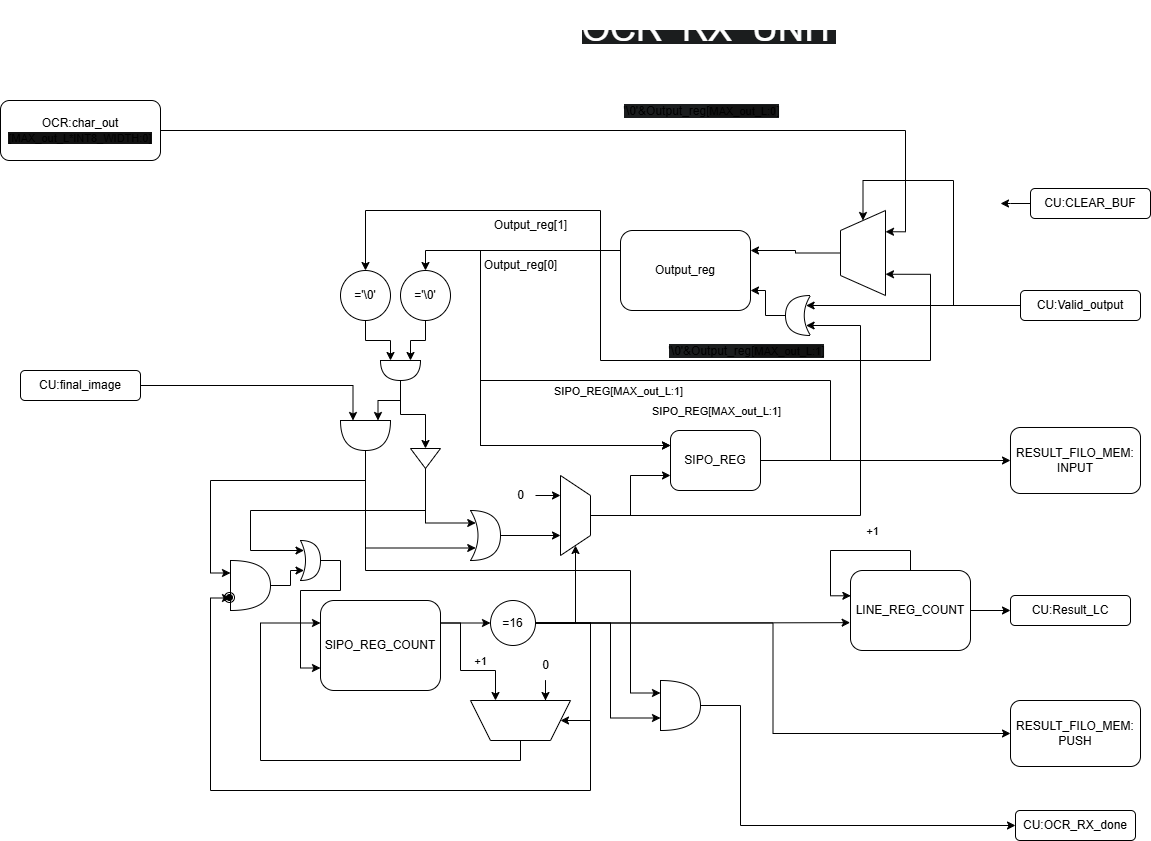 OCR_RX_UNIT
'\0'&Output_reg[MAX_out_L:0]
OCR:char_out
CU:CLEAR_BUF
Output_reg[1]
Output_reg[0]
Output_reg
='\0'
='\0'
CU:Valid_output
'\0'&Output_reg[MAX_out_L:1]
CU:final_image
SIPO_REG[MAX_out_L:1]
SIPO_REG[MAX_out_L:1]
SIPO_REG
RESULT_FILO_MEM:
INPUT
0
+1
LINE_REG_COUNT
CU:Result_LC
=16
SIPO_REG_COUNT
+1
0
RESULT_FILO_MEM:
PUSH
CU:OCR_RX_done